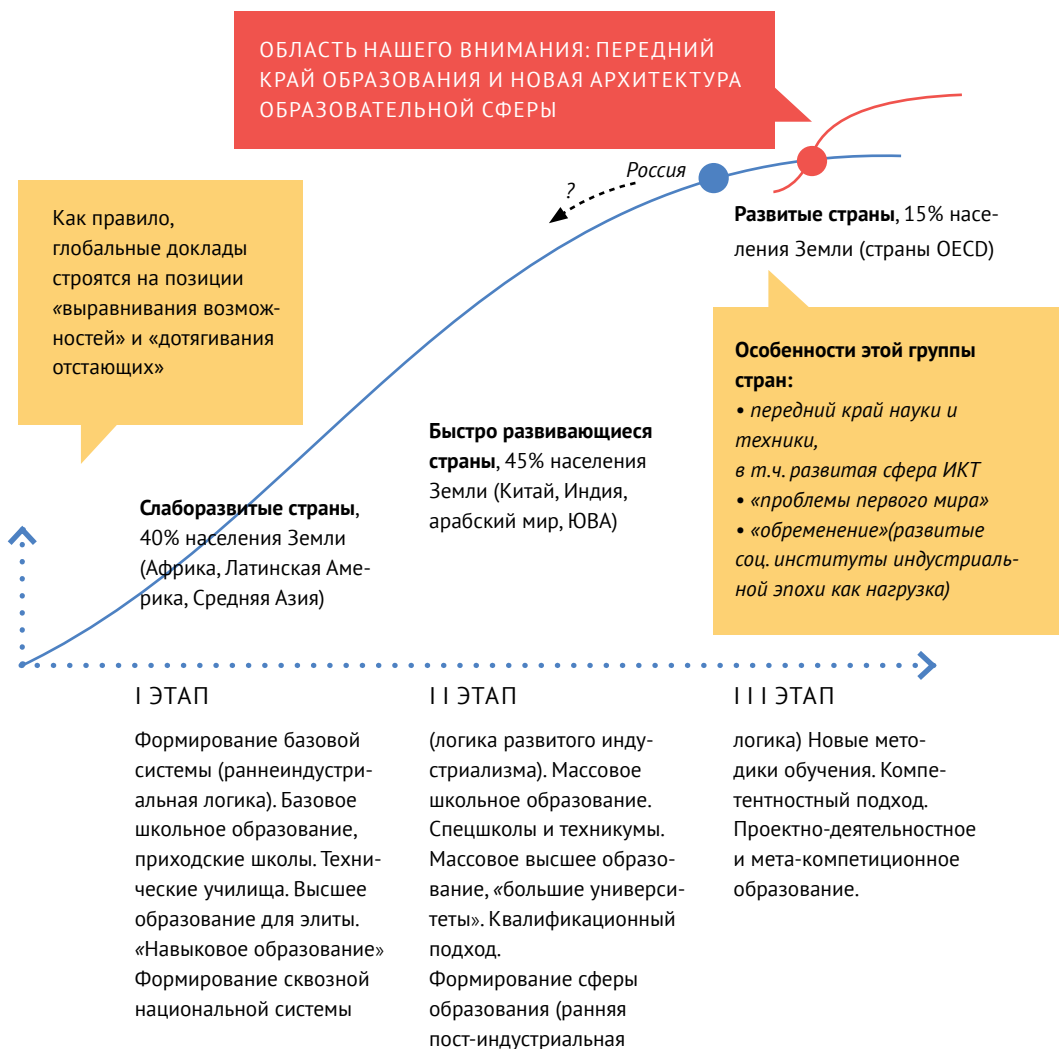 ОБЛАСТЬ НАШЕГО ВНИМАНИЯ: ПЕРЕДНИЙ
КРАЙ ОБРАЗОВАНИЯ И НОВАЯ АРХИТЕКТУРА
ОБРАЗОВАТЕЛЬНОЙ СФЕРЫ
Россия
?
Как правило,
глобальные доклады
строятся на позиции
«выравнивания возмож-
ностей» и «дотягивания
отстающих»
Развитые страны, 15% насе-
ления Земли (страны OECD)
Особенности этой группы
стран:
• передний край науки и
техники,
в т.ч. развитая сфера ИКТ
• «проблемы первого мира»
• «обременение»(развитые
соц. институты индустриаль-
ной эпохи как нагрузка)
Быстро развивающиеся
страны, 45% населения
Земли (Китай, Индия,
арабский мир, ЮВА)
Слаборазвитые страны,
40% населения Земли
(Африка, Латинская Аме-
рика, Средняя Азия)
I ЭТАП
Формирование базовой
системы (раннеиндустри-
альная логика). Базовое
школьное образование,
приходские школы. Техни-
ческие училища. Высшее
образование для элиты.
«Навыковое образование»
Формирование сквозной
национальной системы
I I ЭТАП
(логика развитого инду-
стриализма). Массовое
школьное образование.
Спецшколы и техникумы.
Массовое высшее образо-
вание, «большие универси-
теты». Квалификационный
подход.
Формирование сферы
образования (ранняя
пост-индустриальная
I I I ЭТАП
логика) Новые мето-
дики обучения. Компе-
тентностный подход.
Проектно-деятельностное
и мета-компетиционное
образование.